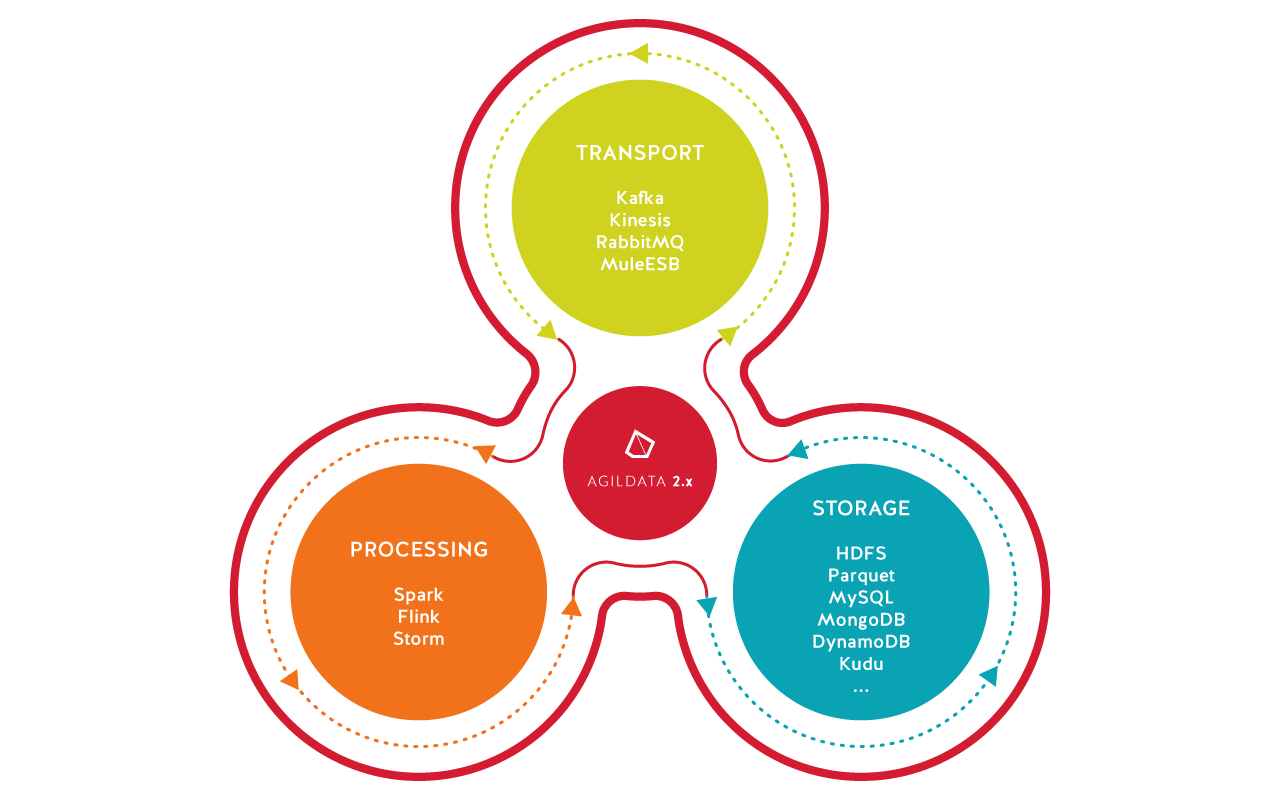 TRANSPORT
Kafka
Kinesis
RabbitMQ
MuleESB
AGILDATA 2.x
PROCESSING
Spark
Flink
Storm
STORAGE
HDFS
Parquet
MySQL
MongoDB
DynamoDB
Kudu
...